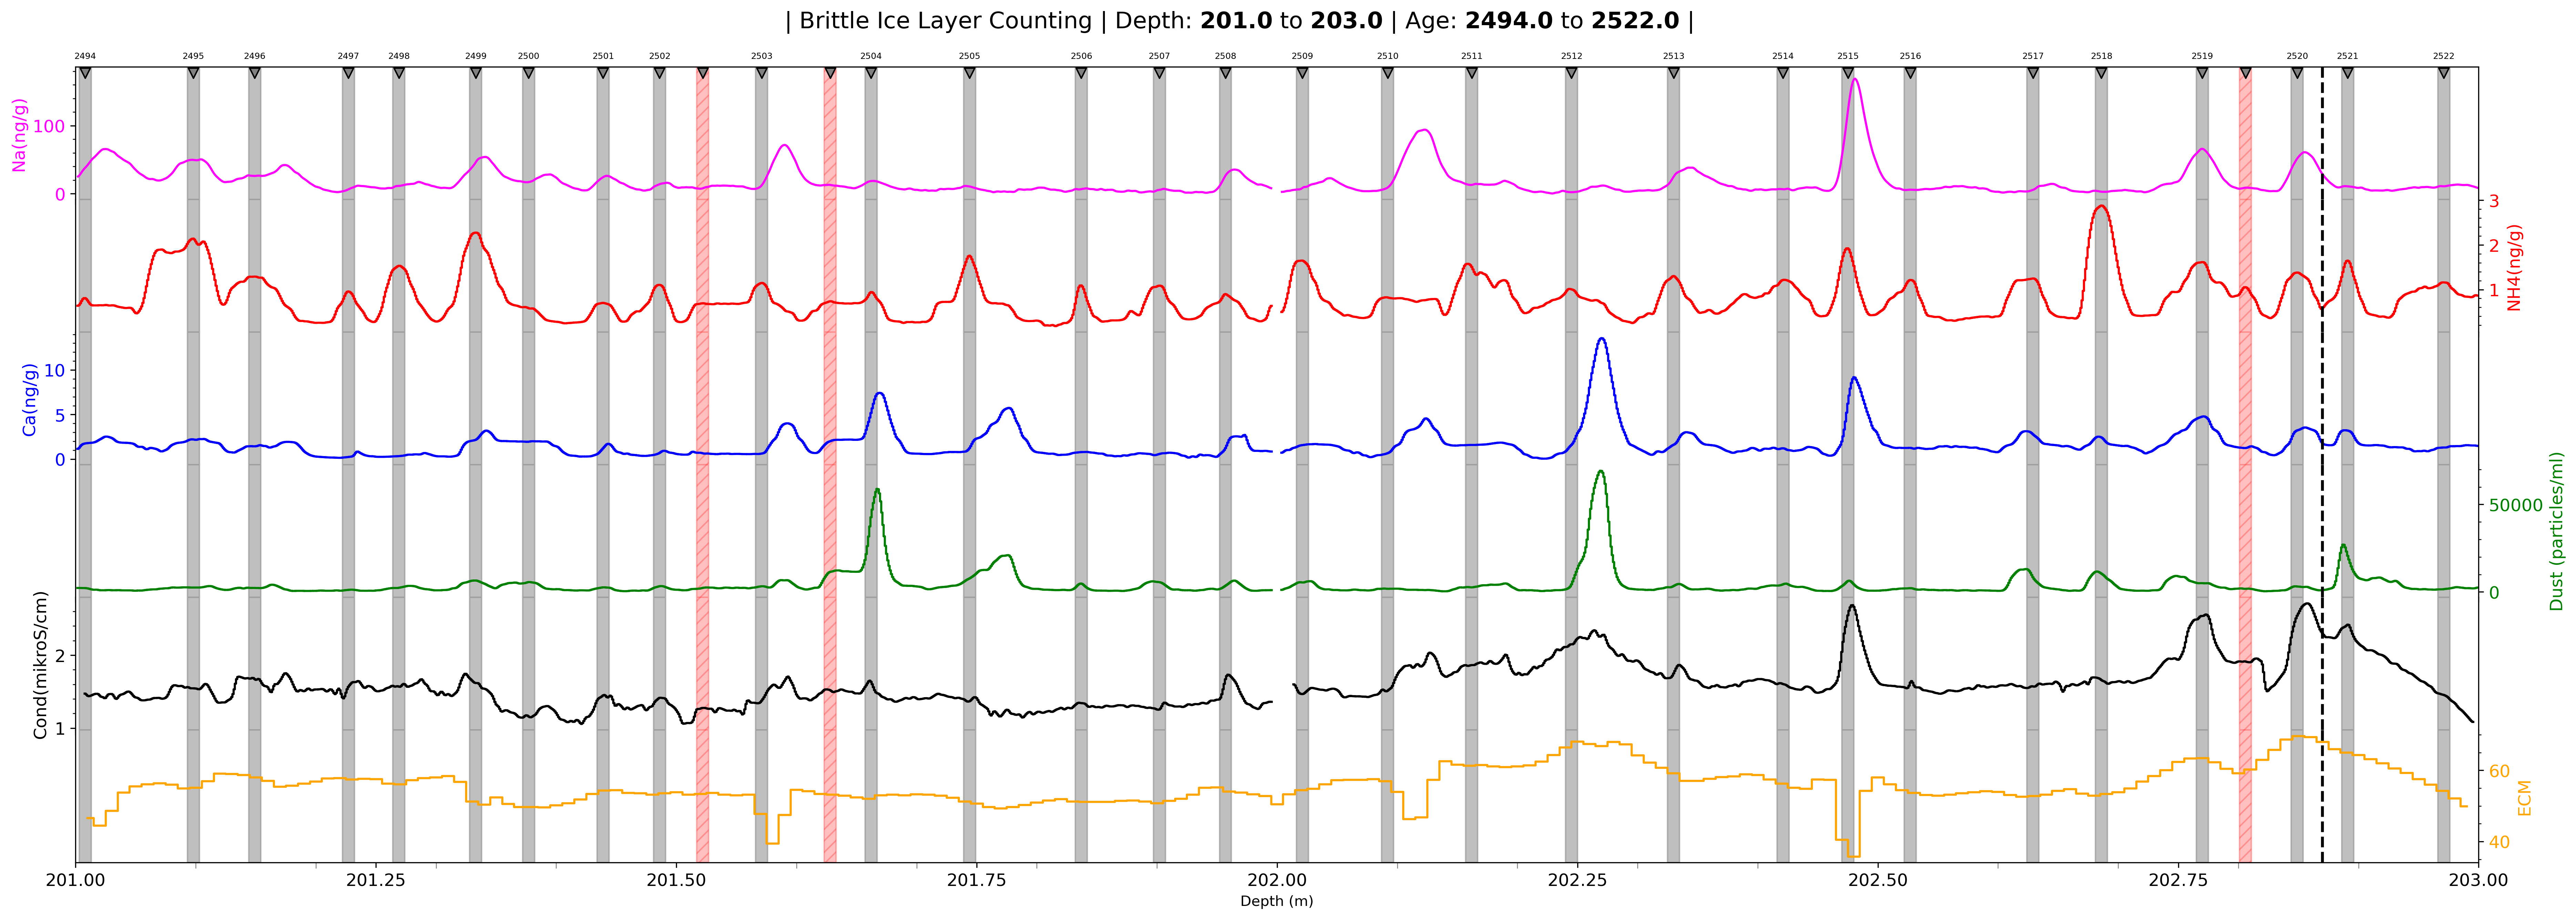 | Brittle Ice Layer Counting | Depth: 201.0 to 203.0 | Age: 2494.0 to 2522.0 |
2494 2495 2496 2497 2498 2499 2500 2501 2502 2503 2504 2505 2506 2507 2508 2509 2510 2511 2512 2513 2514 2515 2516 2517 2518 2519 2520 2521 2522
Na(ng/g)
100
0
3
2
1
NH4(ng/g)
10
5
0
Ca(ng/g)
50000
0
Dust (particles/ml)
2
1
Cond(mikroS/cm)
60
40
ECM
201.00 201.25 201.50 201.75 202.00 202.25 202.50 202.75 203.00
Depth (m)